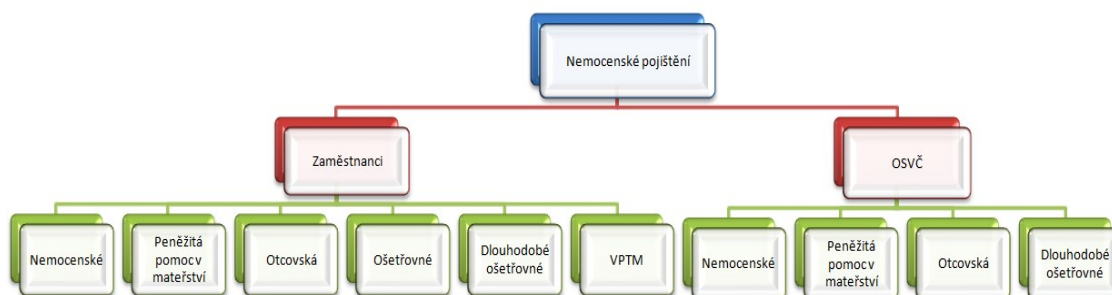 Nemocenské pojištění
Zaměstnanci
OSVČ
Nemocenské
Peněžitá
pomoc v
mateřství
Otcovská
Ošetřovné
Dlouhodobé
ošetřovné
VPTM
Nemocenské
Peněžitá
pomoc v
mateřství
Otcovská
Dlouhodobé
ošetřovné